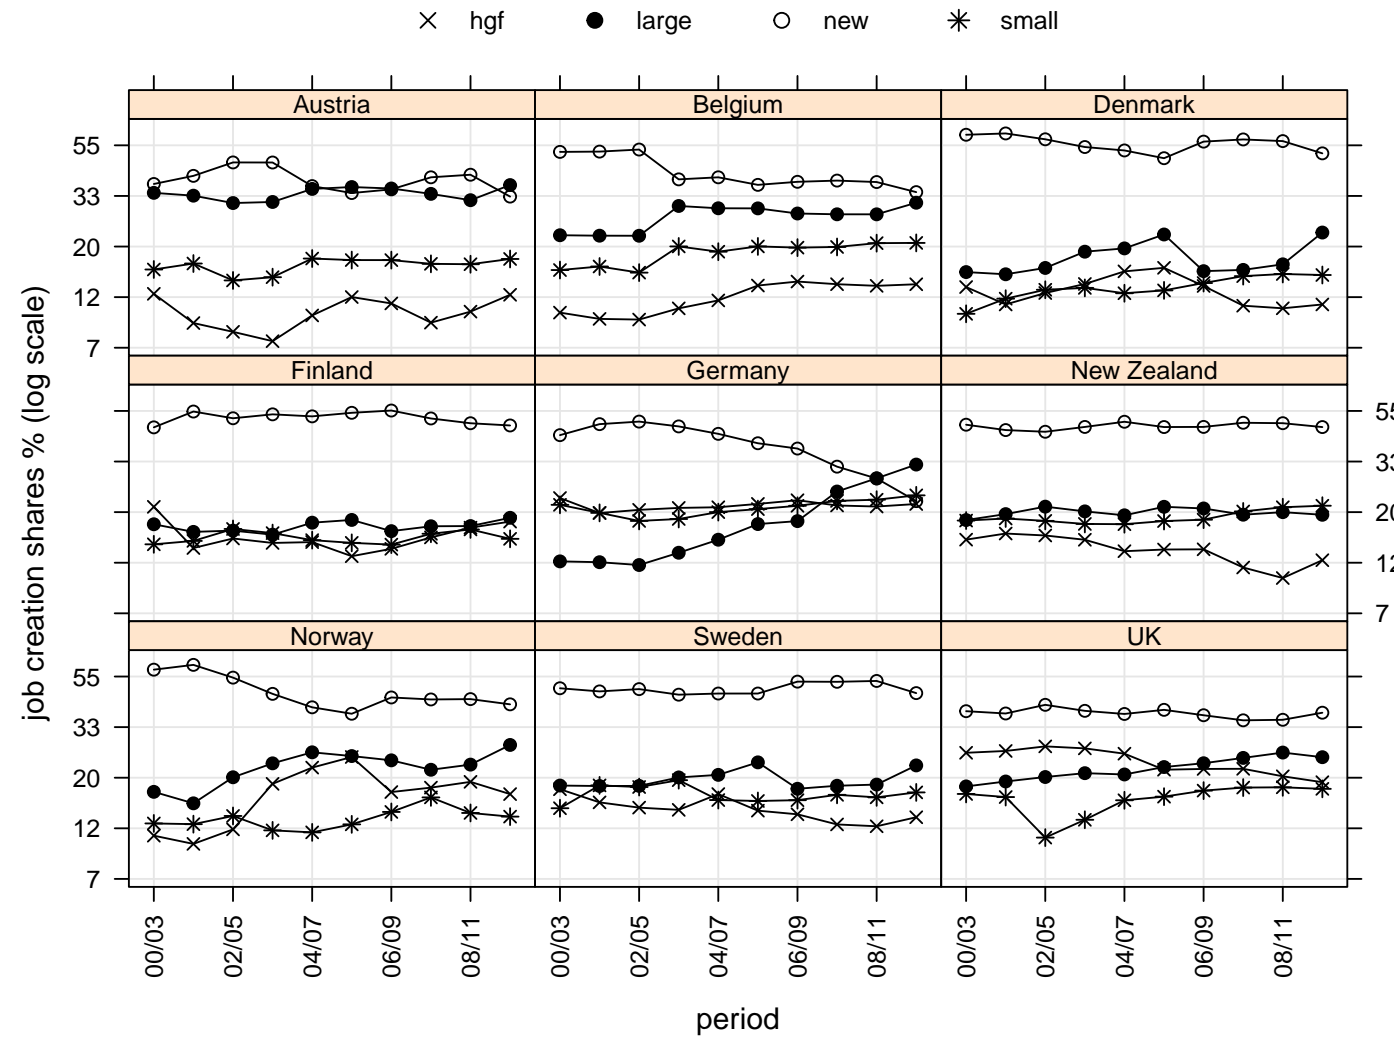 hgf large new small
Austria Belgium Denmark
55
33
20
12
7
Finland Germany New Zealand
55
33
20
12
7
Norway Sweden UK
55
33
20
12
7
job creation shares % (log scale)
00/03 02/05 04/07 06/09 08/11 00/03 02/05 04/07 06/09 08/11 00/03 02/05 04/07 06/09 08/11
period